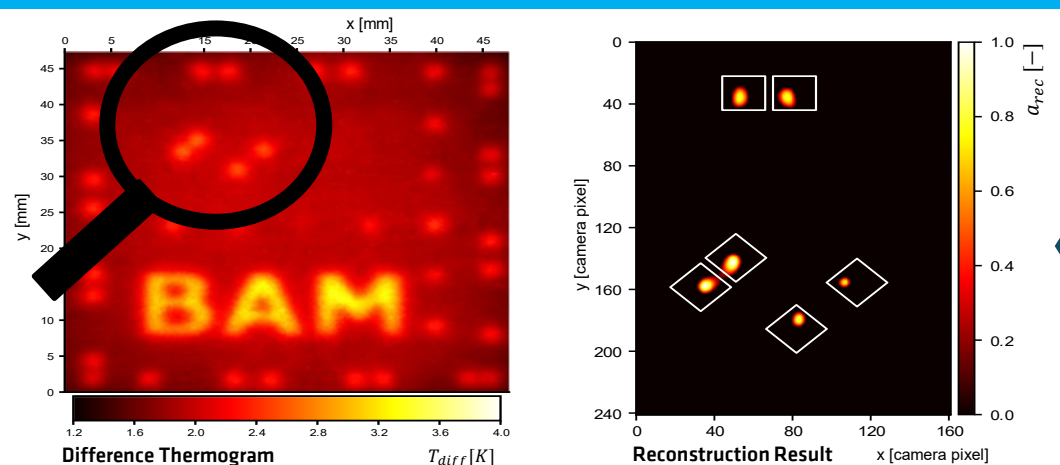 x [mm]
0 5 15 25 30 35 40 45
45
40
35
30
25
20
15
10
5
0
y [mm]
BAM
1.2 1.6 2.0 2.4 2.8 3.2 3.6 4.0
Difference Thermogram T_diff[K]
0
40
80
120
160
200
240
y [camera pixel]
0 40 80 120 160
Reconstruction Result x [camera pixel]
1.0
0.8
0.6
0.4
0.2
0.0
a_rec [−]